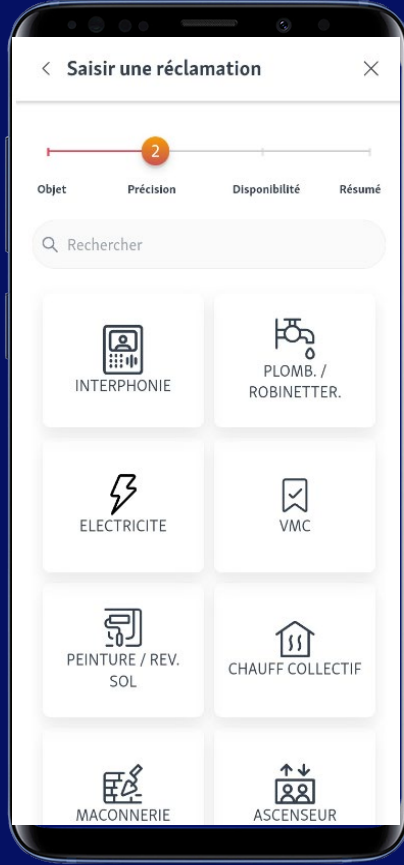 Saisir une réclamation
2
Objet Précision Disponibilité Résumé
Rechercher
INTERPHONIE
PLOMB. /
ROBINETTER.
ELECTRICITE
VMC
PEINTURE / REV.
SOL
CHAUFF COLLECTIF
MACONNERIE
ASCENSEUR